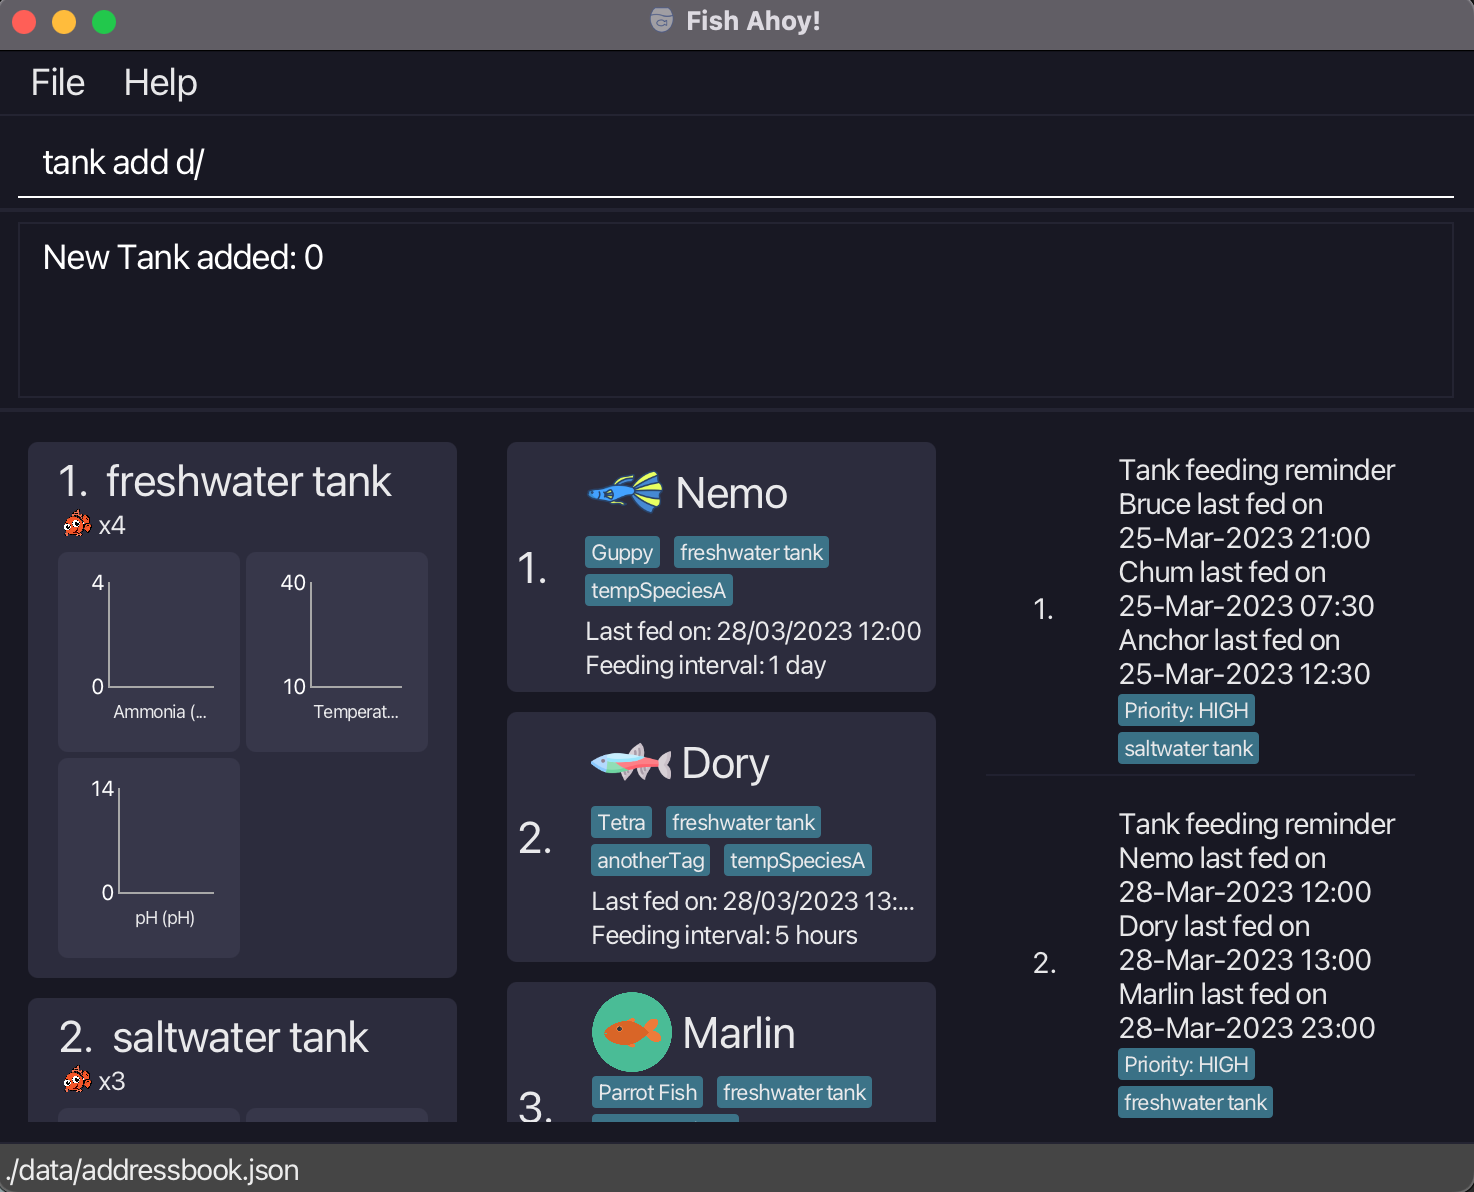 Fish Ahoy!
File Help
tank add d/
New Tank added: 0
1. freshwater tank
x4
4
0
Ammonia (...
40
10
Temperat...
14
0
pH (pH)
2. saltwater tank
x3
1.
Nemo
Guppy freshwater tank
tempSpeciesA
Last fed on: 28/03/2023 12:00
Feeding interval: 1 day
2.
Dory
Tetra freshwater tank
anotherTag tempSpeciesA
Last fed on: 28/03/2023 13:...
Feeding interval: 5 hours
3.
Marlin
Parrot Fish freshwater tank
1.
Tank feeding reminder
Bruce last fed on
25-Mar-2023 21:00
Chum last fed on
25-Mar-2023 07:30
Anchor last fed on
25-Mar-2023 12:30
Priority: HIGH
saltwater tank
2.
Tank feeding reminder
Nemo last fed on
28-Mar-2023 12:00
Dory last fed on
28-Mar-2023 13:00
Marlin last fed on
28-Mar-2023 23:00
Priority: HIGH
freshwater tank
./data/addressbook.json